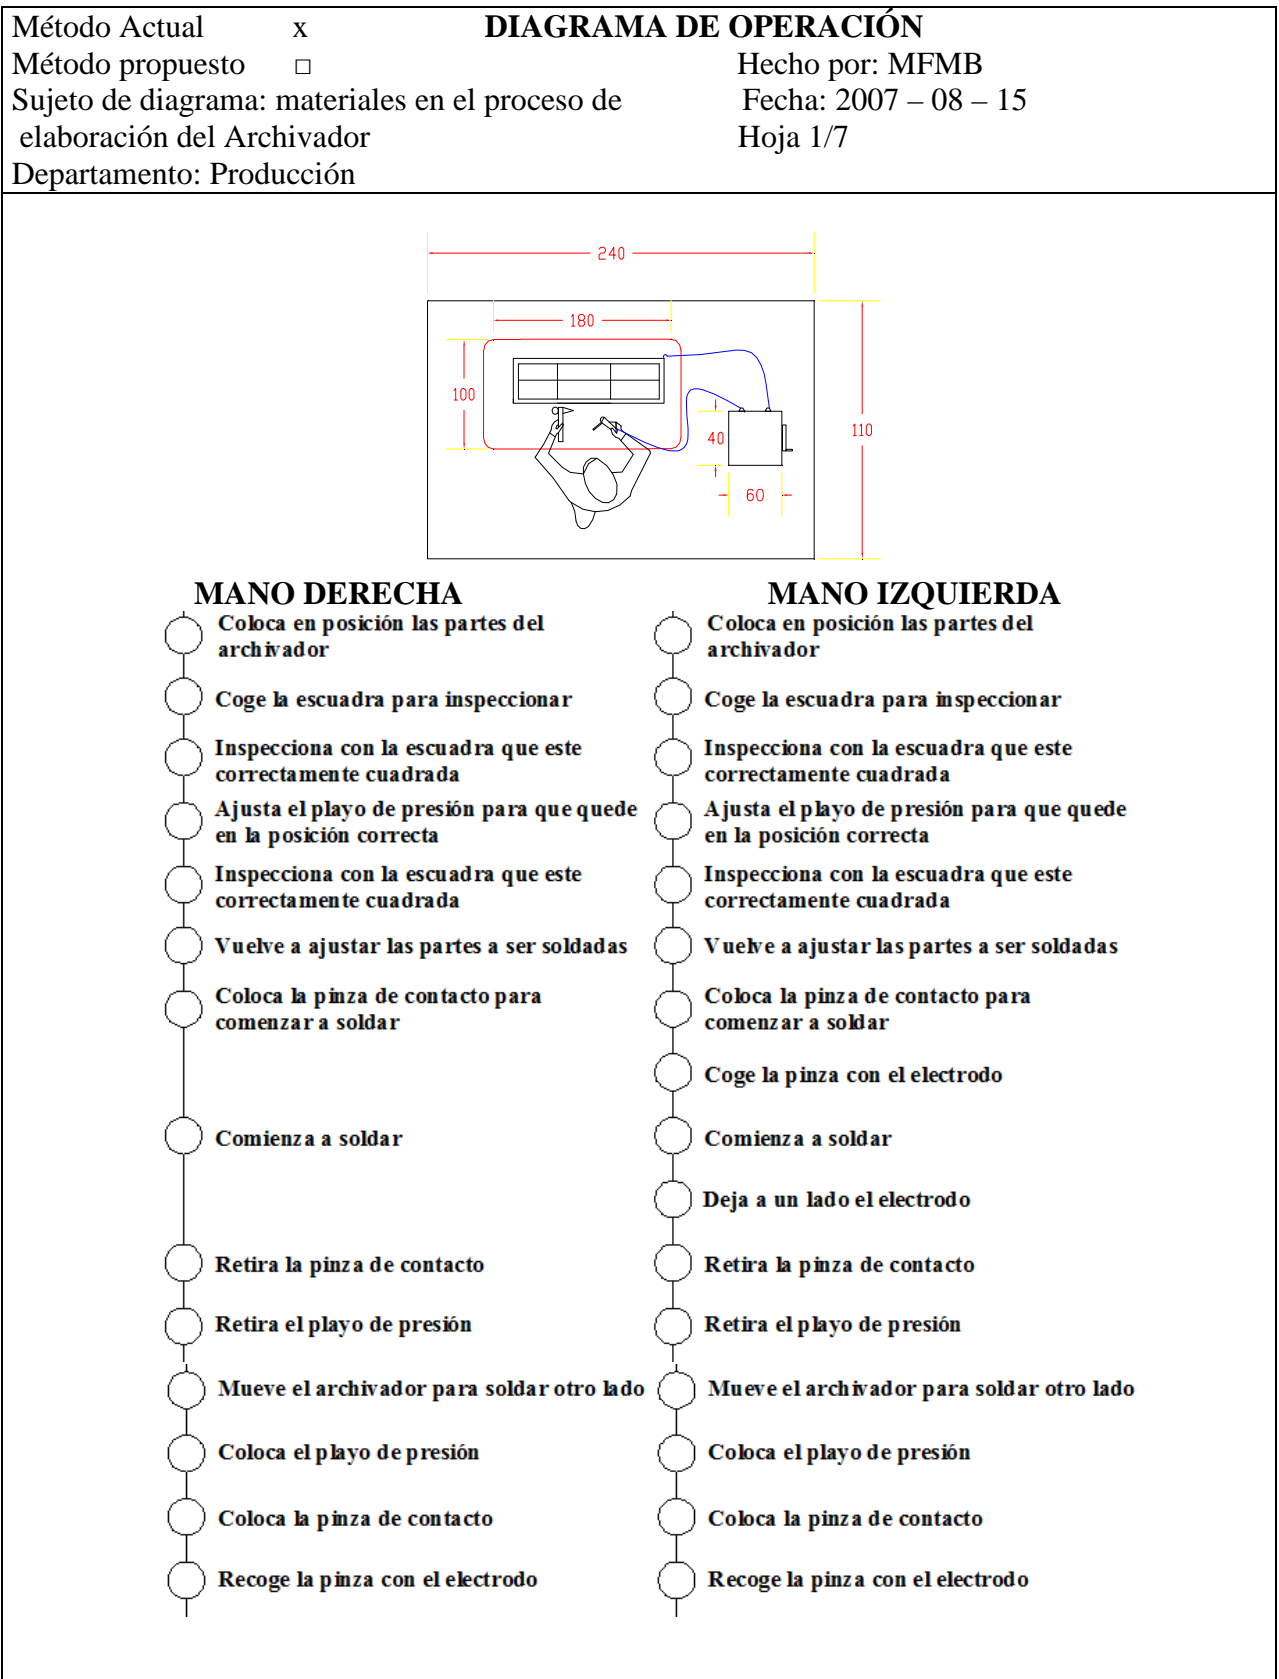 Método Actual x DIAGRAMA DE OPERACIÓN
Método propuesto □ Hecho por: MFMB
Sujeto de diagrama: materiales en el proceso de Fecha: 2007 – 08 – 15
elaboración del Archivador Hoja 1/7
Departamento: Producción
240
180
100
40
110
60
MANO DERECHA
Coloca en posición las partes del
archivador
Coge la escuadra para inspeccionar
Inspecciona con la escuadra que este
correctamente cuadrada
Ajusta el playo de presión para que quede
en la posición correcta
Inspecciona con la escuadra que este
correctamente cuadrada
Vuelve a ajustar las partes a ser soldadas
Coloca la pinza de contacto para
comenzar a soldar
Comienza a soldar
Retira la pinza de contacto
Retira el playo de presión
Mueve el archivador para soldar otro lado
Coloca el playo de presión
Coloca la pinza de contacto
Recoge la pinza con el electrodo
MANO IZQUIERDA
Coloca en posición las partes del
archivador
Coge la escuadra para inspeccionar
Inspecciona con la escuadra que este
correctamente cuadrada
Ajusta el playo de presión para que quede
en la posición correcta
Inspecciona con la escuadra que este
correctamente cuadrada
Vuelve a ajustar las partes a ser soldadas
Coloca la pinza de contacto para
comenzar a soldar
Coge la pinza con el electrodo
Comienza a soldar
Deja a un lado el electrodo
Retira la pinza de contacto
Retira el playo de presión
Mueve el archivador para soldar otro lado
Coloca el playo de presión
Coloca la pinza de contacto
Recoge la pinza con el electrodo